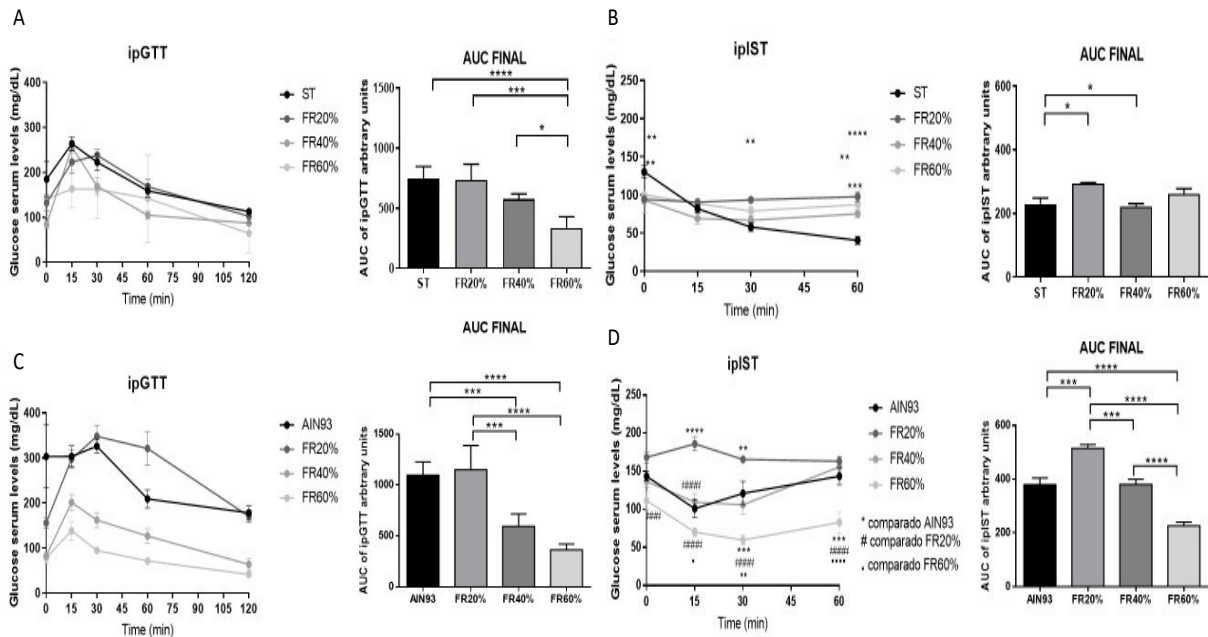 A
ipGTT
Glucose serum levels (mg/dL)
400
300
200
100
0
0 15 30 45 60 75 90 105 120
Time (min)
ST
FR20%
FR40%
FR60%
AUC FINAL
AUC of ipGTT arbtrary units
1500
1000
500
0
****
***
*
ST FR20% FR40% FR60%
B
ipIST
Glucose serum levels (mg/dL)
250
200
150
100
50
0
** ** ****
** **
***
0 15 30 45 60
Time (min)
ST
FR20%
FR40%
FR60%
AUC FINAL
AUC of ipIST arbtrary units
600
400
200
0
*
*
ST FR20% FR40% FR60%
C
ipGTT
Glucose serum levels (mg/dL)
400
300
200
100
0
0 15 30 45 60 75 90 105 120
Time (min)
AIN93
FR20%
FR40%
FR60%
AUC FINAL
AUC of ipGTT arbtrary units
1500
1000
500
0
****
***
****
***
AIN93 FR20% FR40% FR60%
D
ipIST
Glucose serum levels (mg/dL)
250
200
150
100
50
0
**** **
####
###
#### *** ***
#### ####
• •• ••••
0 15 30 45 60
Time (min)
AIN93
FR20%
FR40%
FR60%
* comparado AIN93
# comparado FR20%
• comparado FR60%
AUC FINAL
AUC of ipIST arbtrary units
600
400
200
0
****
***
****
***
****
AIN93 FR20% FR40% FR60%